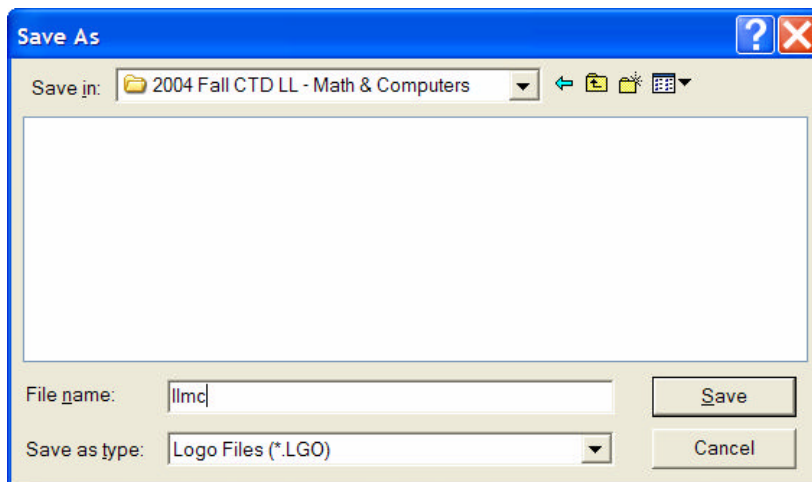 Save As
Save in: 2004 Fall CTD LL - Math & Computers
File name: llmc
Save
Save as type: Logo Files (*.LGO)
Cancel